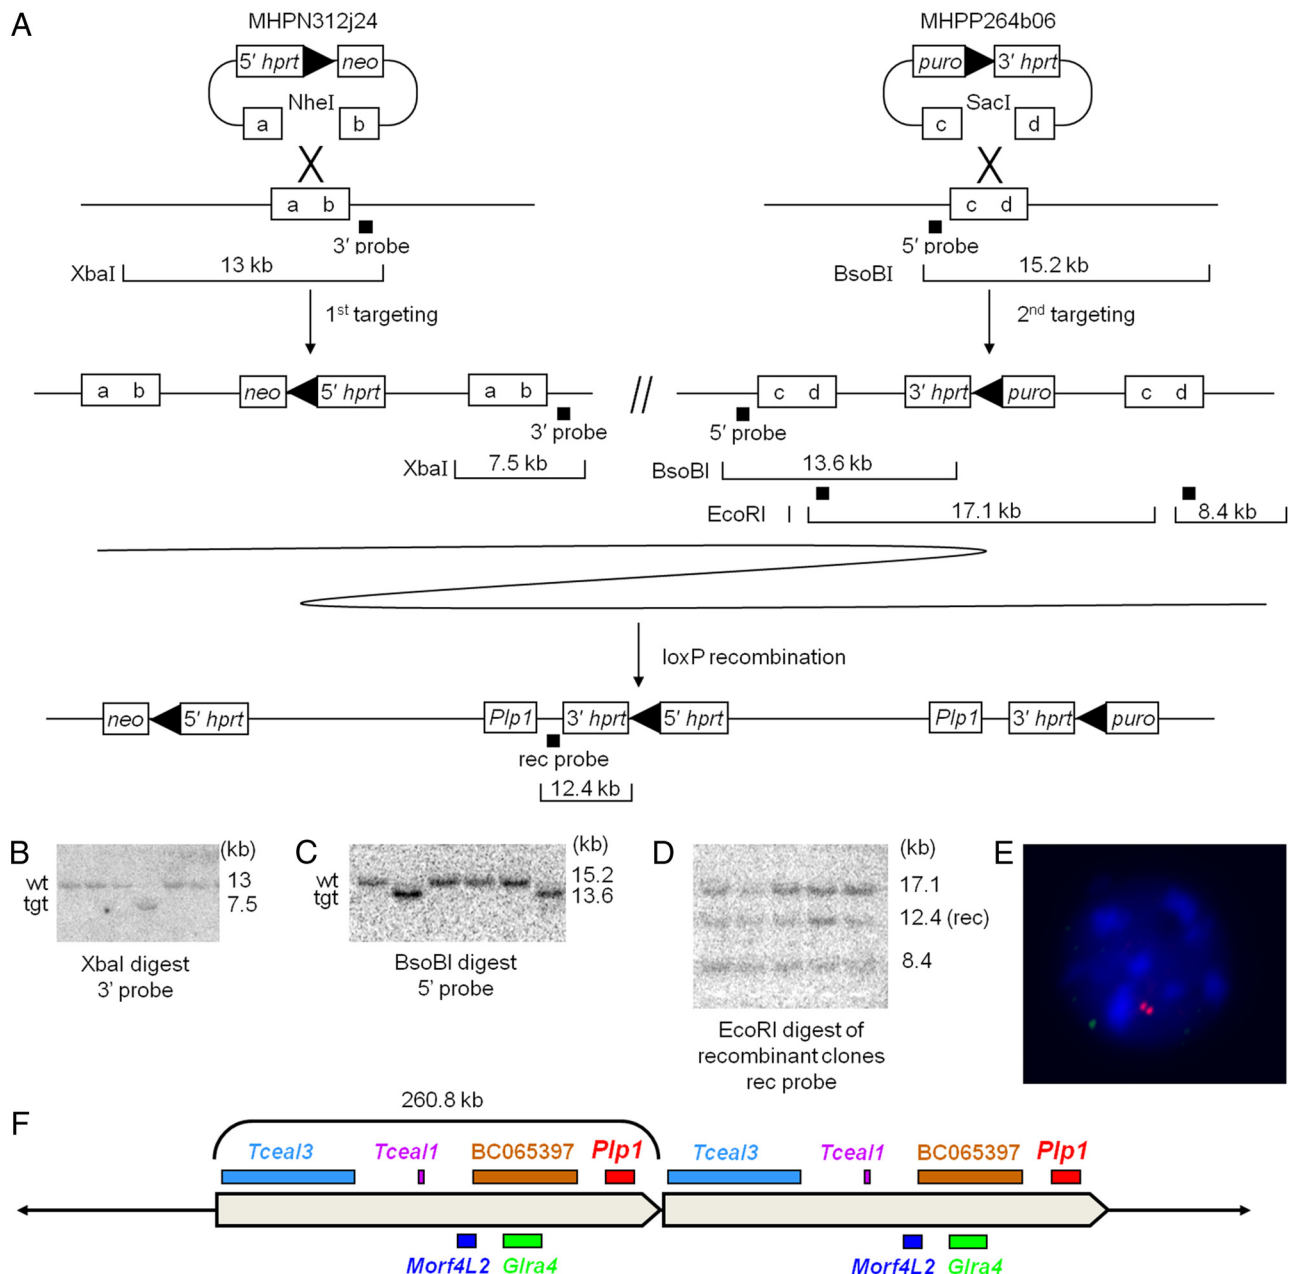 A
MHPN312j24
MHPP264b06
5' hprt
neo
puro
3' hprt
NheI
SacI
a
b
c
d
a b
c d
3' probe
5' probe
XbaI
13 kb
BsoBI
15.2 kb
1st targeting
2nd targeting
a b
neo
5' hprt
a b
//
c d
3' hprt
puro
c d
3' probe
5' probe
XbaI
7.5 kb
BsoBI
13.6 kb
EcoRI
17.1 kb
8.4 kb
loxP recombination
neo
5' hprt
Plp1
3' hprt
5' hprt
Plp1
3' hprt
puro
rec probe
12.4 kb
B
(kb)
wt
13
tgt
7.5
XbaI digest
3' probe
C
(kb)
wt
15.2
tgt
13.6
BsoBI digest
5' probe
D
(kb)
17.1
12.4 (rec)
8.4
EcoRI digest of
recombinant clones
rec probe
E
F
260.8 kb
Tceal3 Tceal1 BC065397 Plp1 Tceal3 Tceal1 BC065397 Plp1
Morf4L2 Glra4 Morf4L2 Glra4